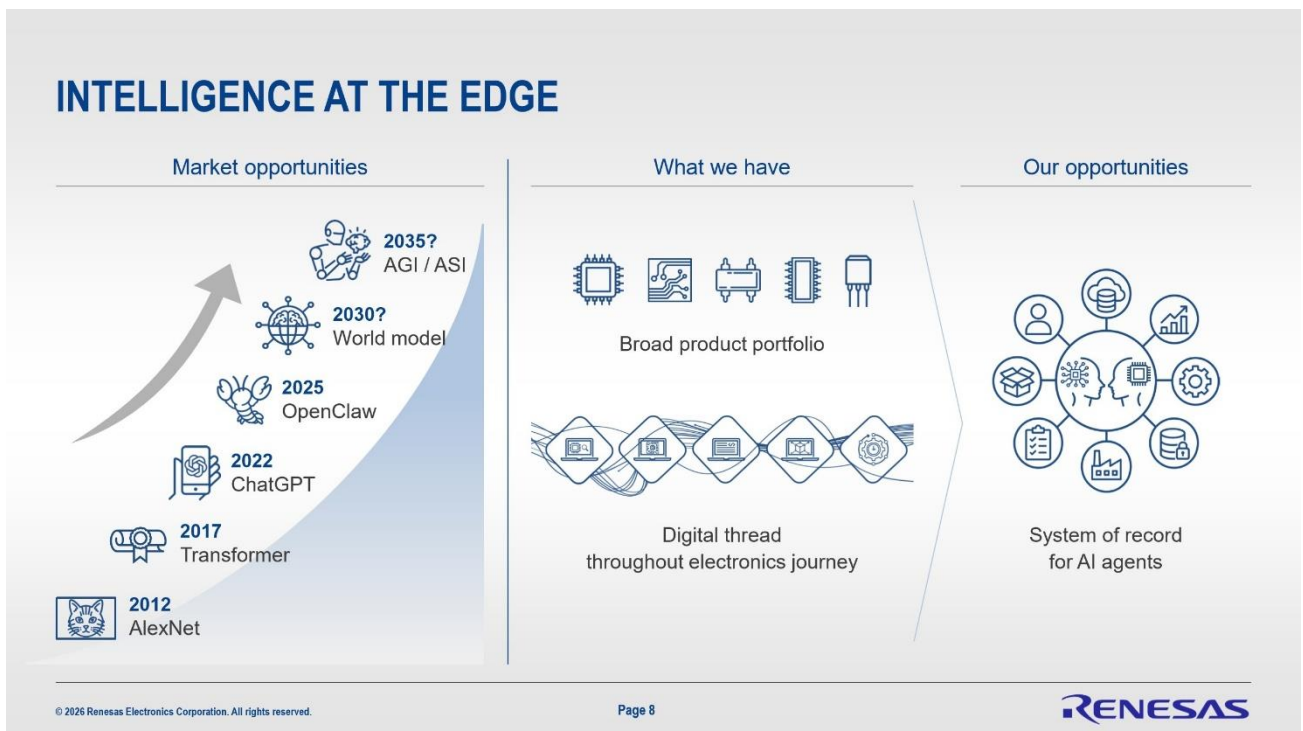 INTELLIGENCE AT THE EDGE
Market opportunities
2035?
AGI / ASI
2030?
World model
2025
OpenClaw
2022
ChatGPT
2017
Transformer
2012
AlexNet
What we have
Broad product portfolio
Digital thread
throughout electronics journey
Our opportunities
System of record
for AI agents
© 2026 Renesas Electronics Corporation. All rights reserved.
Page 8
RENESAS